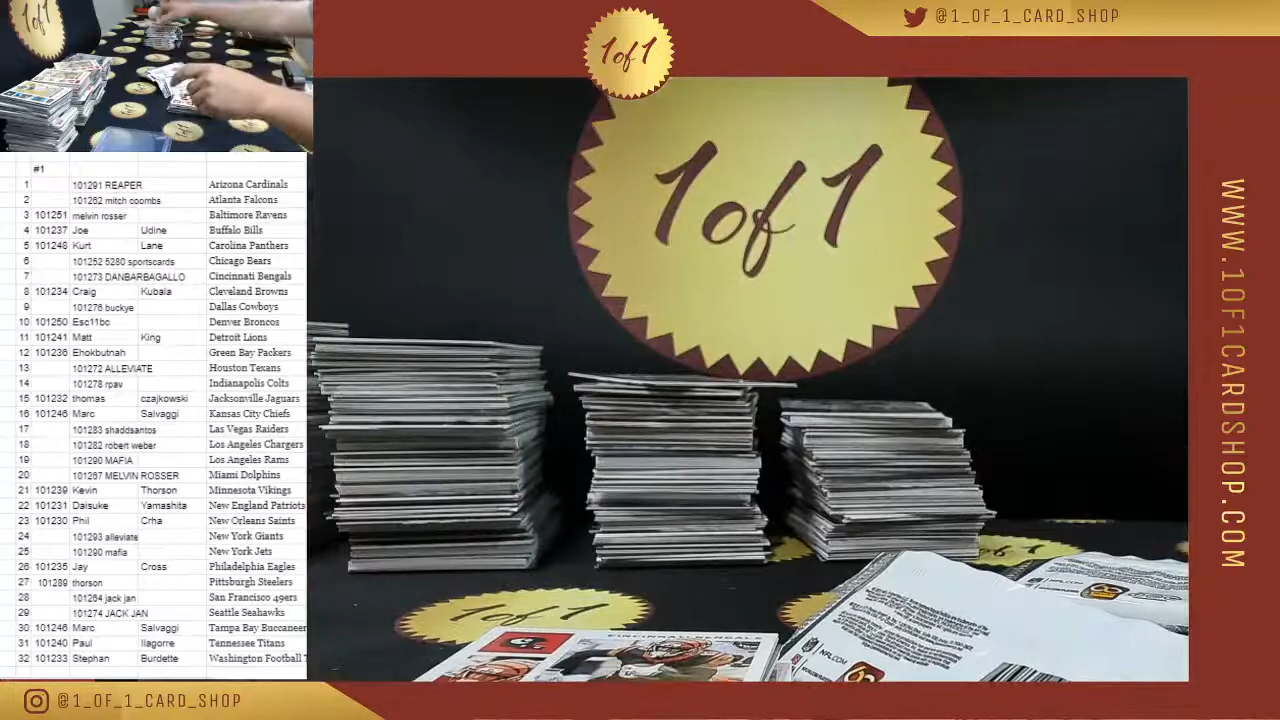 @1_OF_1_CARD_SHOP
1of1
1of1
1of1
WWW.1OF1CARDSHOP.COM
#1
1 101291 REAPER Arizona Cardinals
2 101262 mitch coombs Atlanta Falcons
3 101251 melvin rosser Baltimore Ravens
4 101237 Joe Udine Buffalo Bills
5 101248 Kurt Lane Carolina Panthers
6 101252 5280 sportscards Chicago Bears
7 101273 DANBARBAGALLO Cincinnati Bengals
8 101234 Craig Kubala Cleveland Browns
9 101276 buckye Dallas Cowboys
10 101250 Esc11bc Denver Broncos
11 101241 Matt King Detroit Lions
12 101236 Ehokbutnah Green Bay Packers
13 101272 ALLEVIATE Houston Texans
14 101278 rpav Indianapolis Colts
15 101232 thomas czajkowski Jacksonville Jaguars
16 101246 Marc Salvaggi Kansas City Chiefs
17 101283 shaddsantos Las Vegas Raiders
18 101282 robert weber Los Angeles Chargers
19 101290 MAFIA Los Angeles Rams
20 101267 MELVIN ROSSER Miami Dolphins
21 101239 Kevin Thorson Minnesota Vikings
22 101231 Daisuke Yamashita New England Patriots
23 101230 Phil Crha New Orleans Saints
24 101293 alleviate New York Giants
25 101290 mafia New York Jets
26 101235 Jay Cross Philadelphia Eagles
27 101289 thorson Pittsburgh Steelers
28 101264 jack jan San Francisco 49ers
29 101274 JACK JAN Seattle Seahawks
30 101246 Marc Salvaggi Tampa Bay Buccaneer
31 101240 Paul Ilagorre Tennessee Titans
32 101233 Stephan Burdette Washington Football T
1of1
CINCINNATI BENGALS
NFL.COM
NFL.COM
@1_OF_1_CARD_SHOP